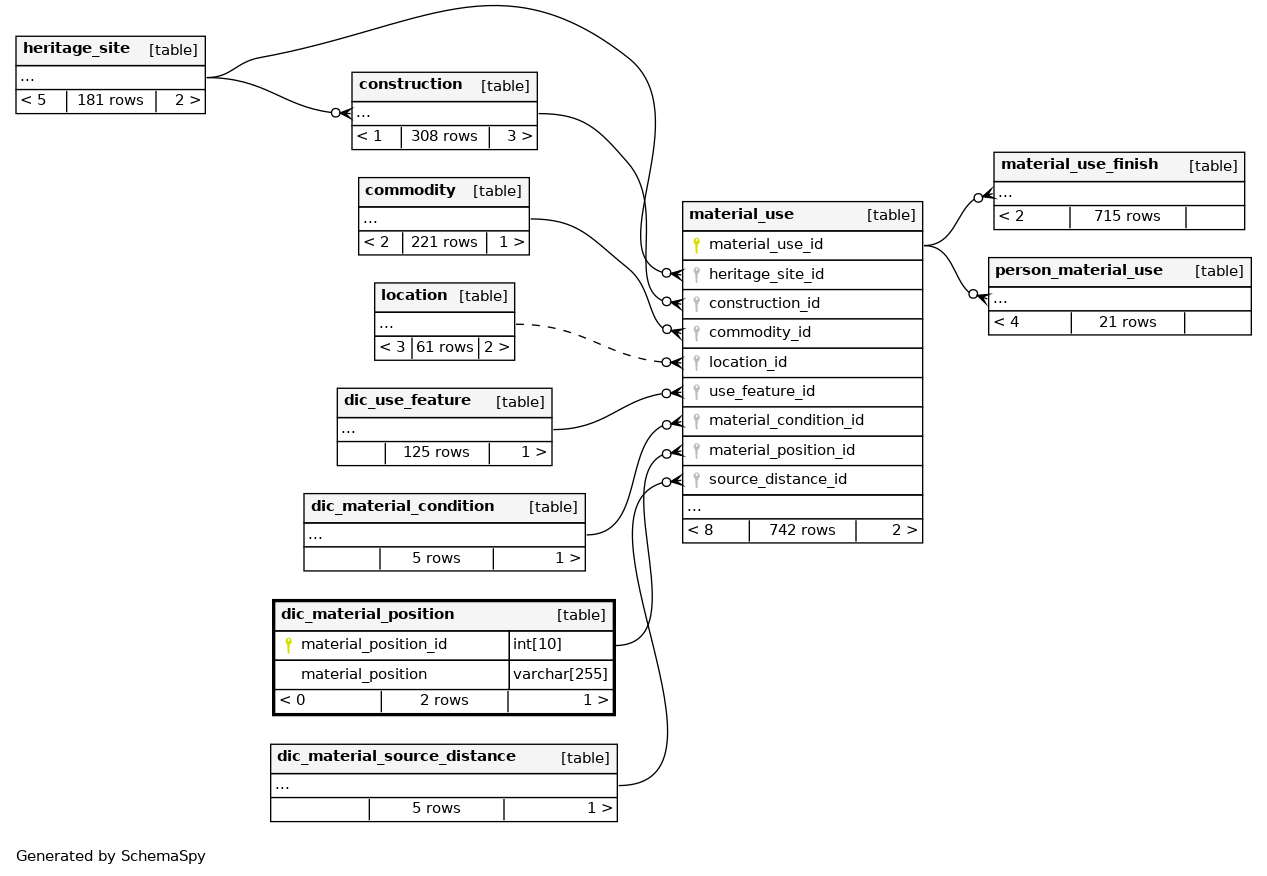 heritage_site [table]
...
< 5 181 rows 2 >
construction [table]
...
< 1 308 rows 3 >
commodity [table]
...
< 2 221 rows 1 >
location [table]
...
< 3 61 rows 2 >
dic_use_feature [table]
...
125 rows 1 >
dic_material_condition [table]
...
5 rows 1 >
dic_material_position [table]
material_position_id int[10]
material_position varchar[255]
< 0 2 rows 1 >
dic_material_source_distance [table]
...
5 rows 1 >
material_use [table]
material_use_id
heritage_site_id
construction_id
commodity_id
location_id
use_feature_id
material_condition_id
material_position_id
source_distance_id
...
< 8 742 rows 2 >
material_use_finish [table]
...
< 2 715 rows
person_material_use [table]
...
< 4 21 rows
Generated by SchemaSpy